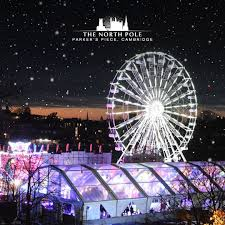 THE NORTH POLE
PARKER'S PIECE, CAMBRIDGE